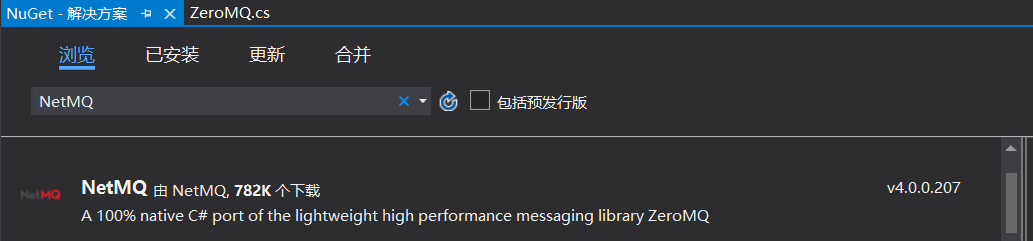 NuGet - 解决方案 ZeroMQ.cs
浏览 已安装 更新 合并
NetMQ 包括预发行版
NetMQ NetMQ 由 NetMQ, 782K 个下载 v4.0.0.207
A 100% native C# port of the lightweight high performance messaging library ZeroMQ